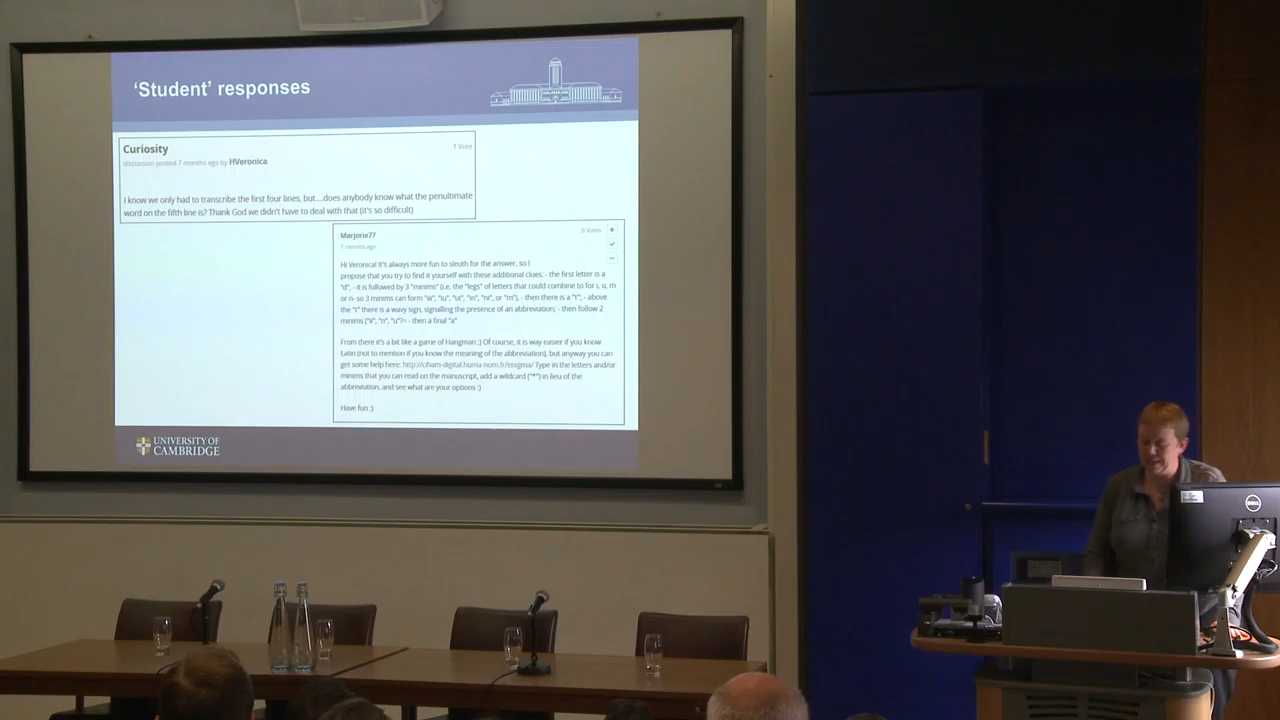 'Student' responses
Curiosity
1 Vote
discussion posted 7 months ago by HVeronica
I know we only had to transcribe the first four lines, but....does anybody know what the penultimate
word on the fifth line is? Thank God we didn't have to deal with that (it's so difficult)
Marjorie77
0 Votes
7 months ago
Hi Veronica! It's always more fun to sleuth for the answer, so I
propose that you try to find it yourself with these additional clues: - the first letter is a
"d", - it is followed by 3 "minims" (i.e. the "legs" of letters that could combine to for i, u, m
or n- so 3 minims can form "iii", "iu", "ui", "in", "ni", or "m"), - then there is a "t"; - above
the "t" there is a wavy sign, signalling the presence of an abbreviation; - then follow 2
minims ("ii", "n", "u"?= - then a final "a"
From there it's a bit like a game of Hangman ;) Of course, it is way easier if you know
Latin (not to mention if you know the meaning of the abbreviation), but anyway you can
get some help here: http://ciham-digital.huma-num.fr/enigma/ Type in the letters and/or
minims that you can read on the manuscript, add a wildcard ("*") in lieu of the
abbreviation, and see what are your options :)
Have fun :)
UNIVERSITY OF
CAMBRIDGE
DELL